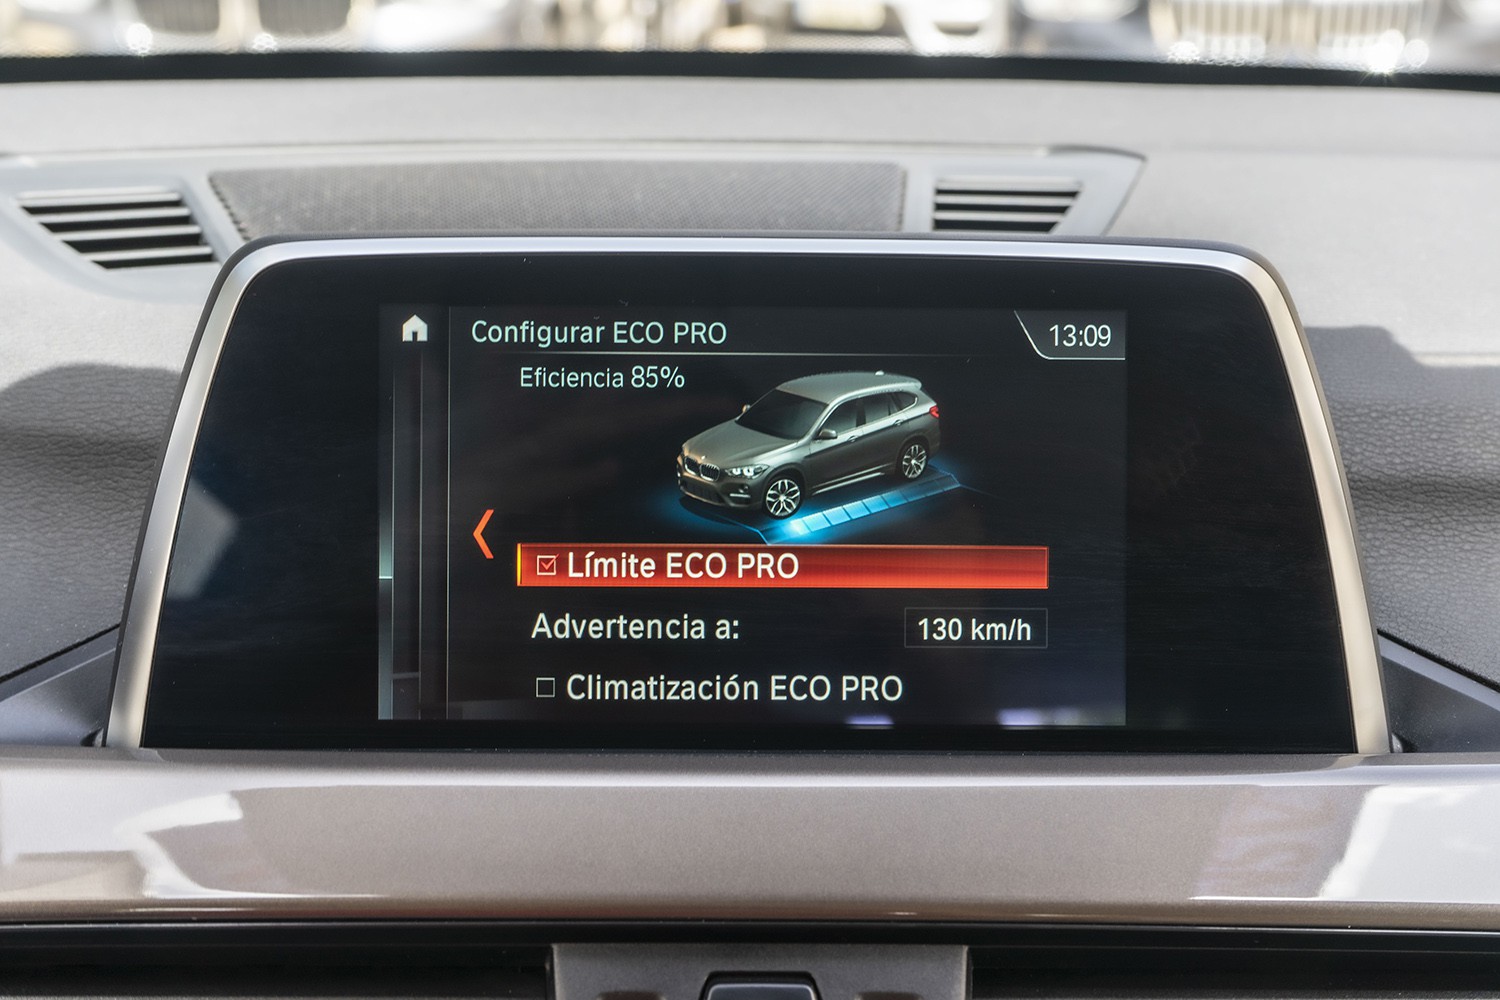 Configurar ECO PRO
13:09
Eficiencia 85%
Límite ECO PRO
Advertencia a:
130 km/h
Climatización ECO PRO